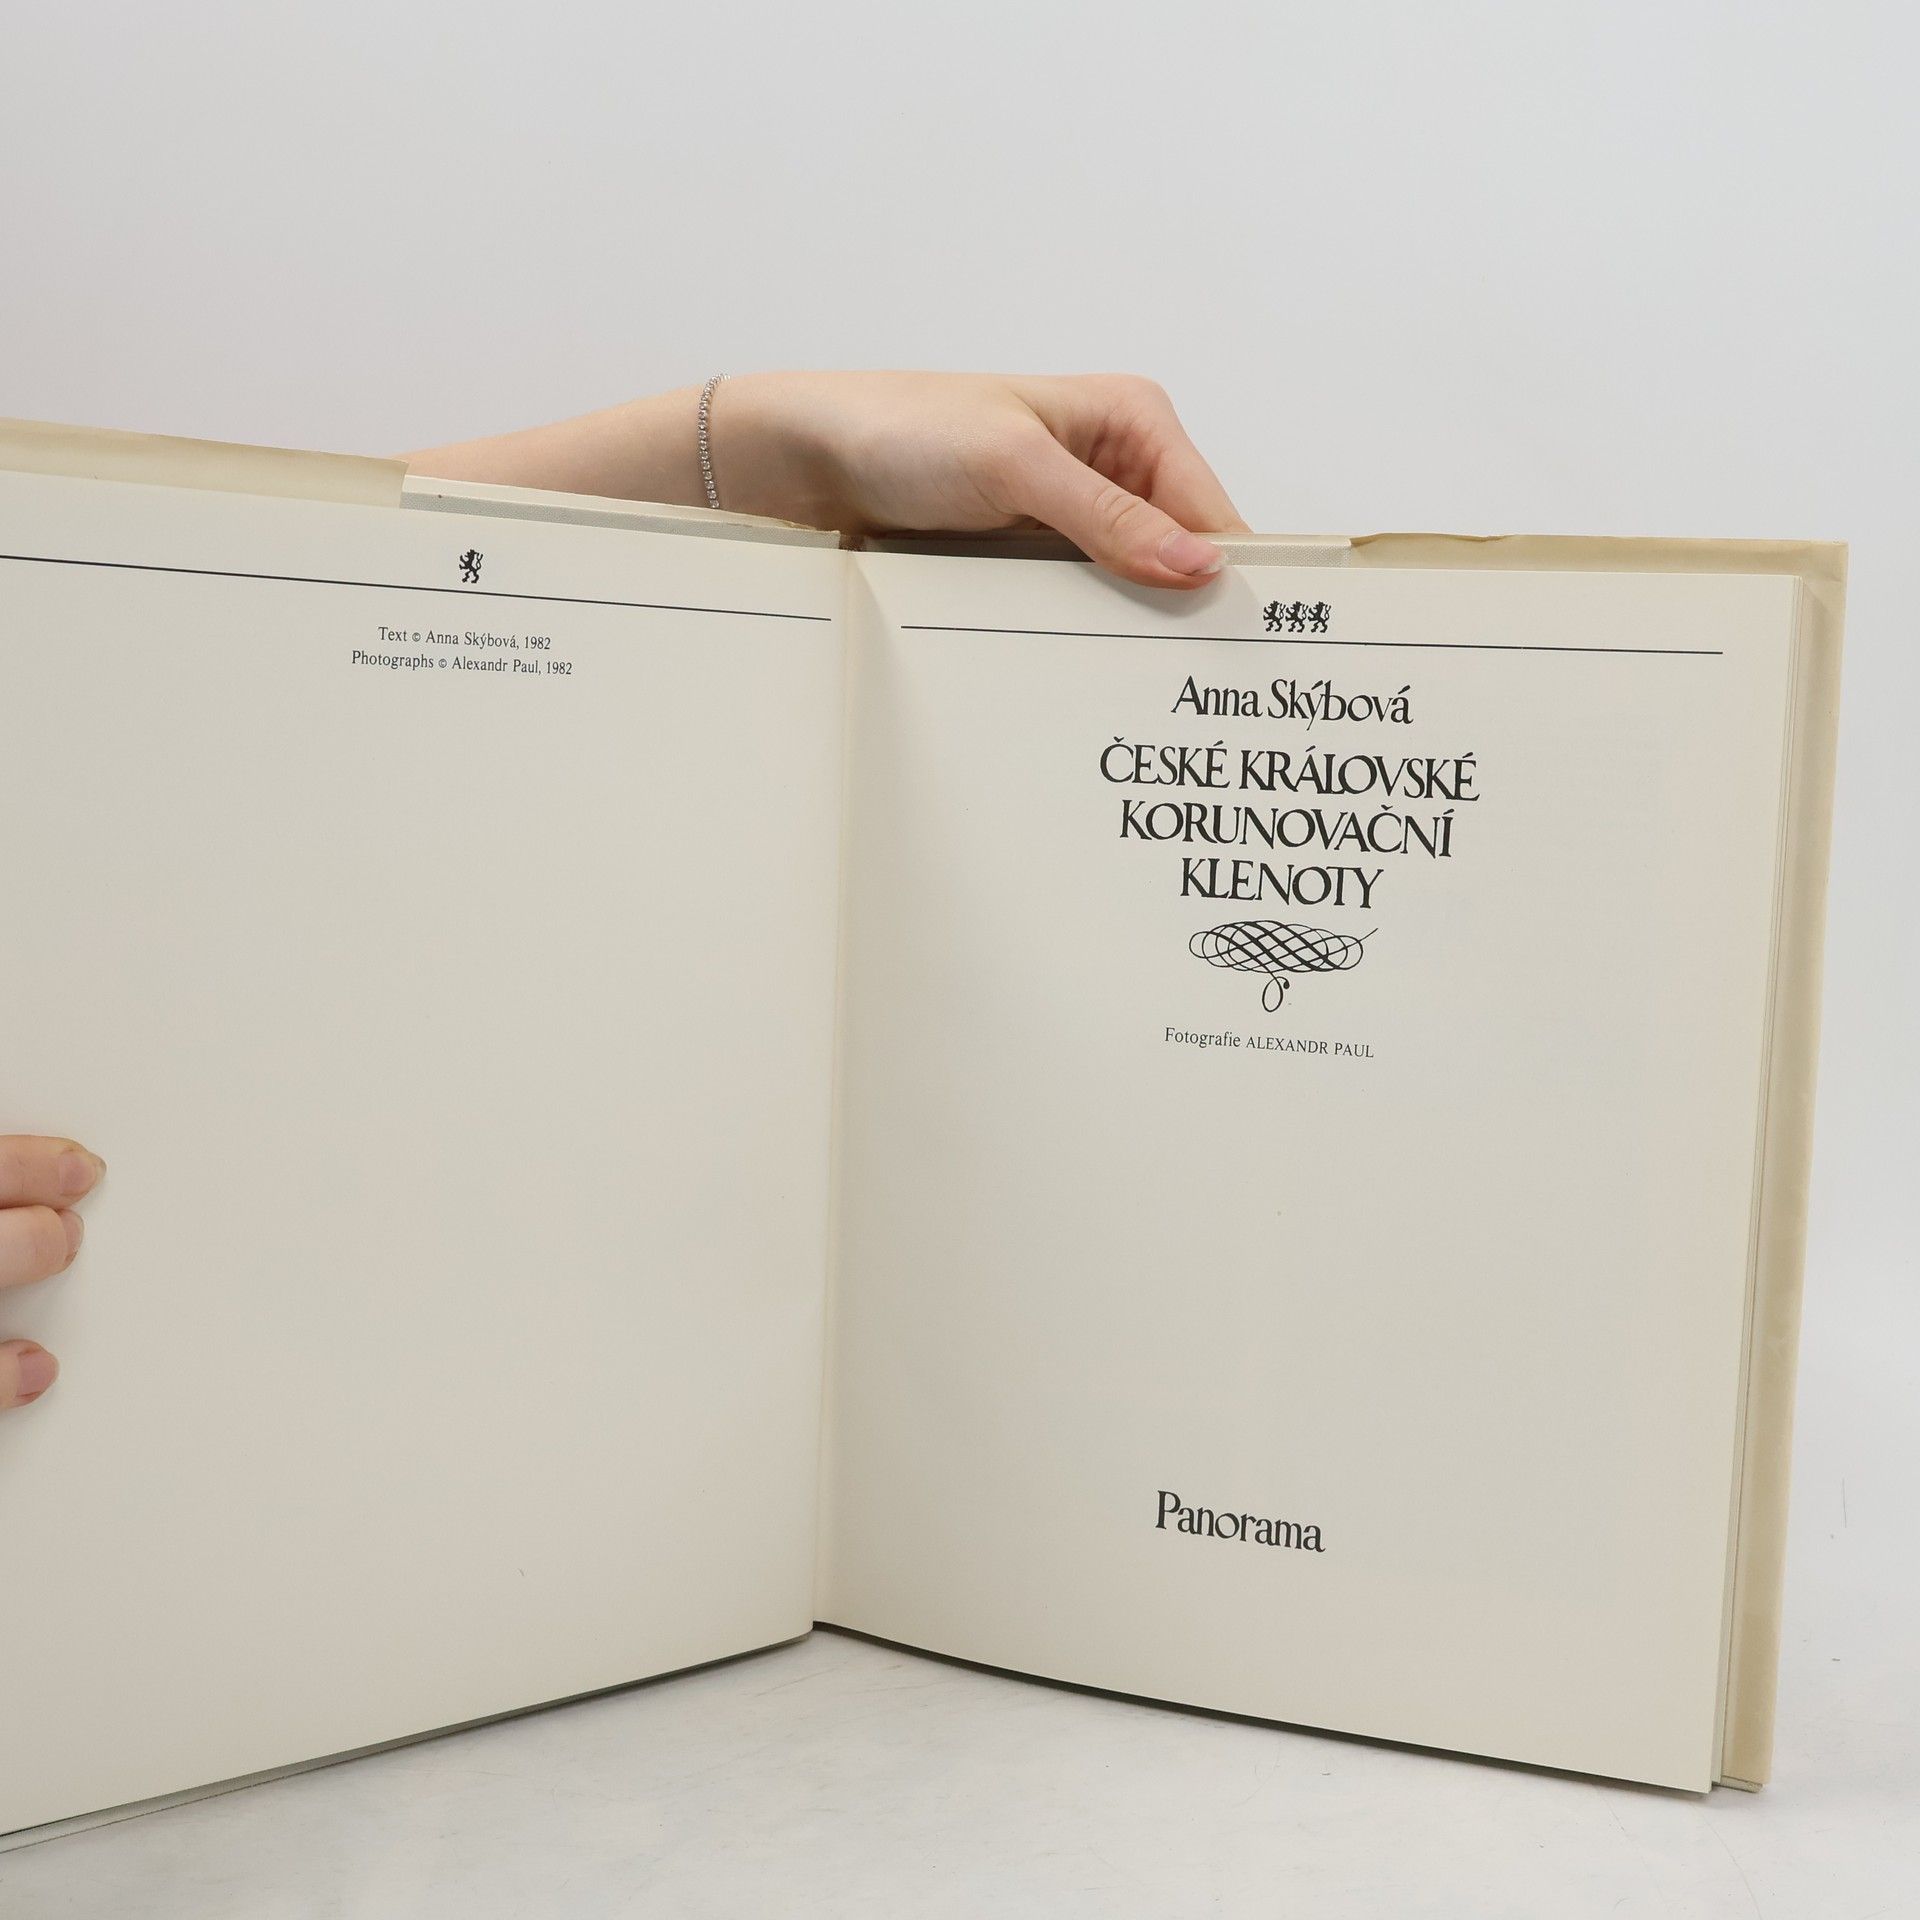 Text © Anna Skýbová, 1982
Photographs © Alexandr Paul, 1982
Anna Skýbová
ČESKÉ KRÁLOVSKÉ
KORUNOVAČNÍ
KLENOTY
Fotografie ALEXANDR PAUL
Panorama